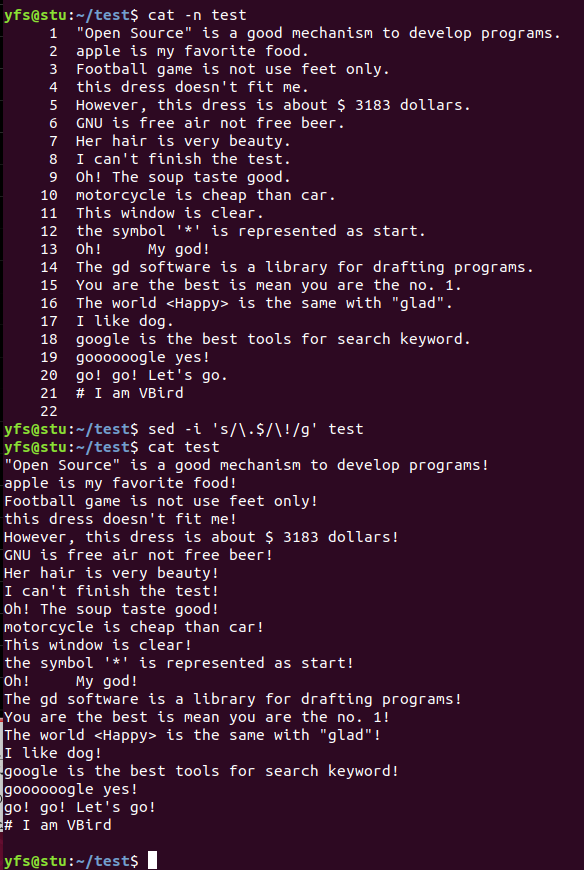 yfs@stu:~/test$ cat -n test
     1  "Open Source" is a good mechanism to develop programs.
     2  apple is my favorite food.
     3  Football game is not use feet only.
     4  this dress doesn't fit me.
     5  However, this dress is about $ 3183 dollars.
     6  GNU is free air not free beer.
     7  Her hair is very beauty.
     8  I can't finish the test.
     9  Oh! The soup taste good.
    10  motorcycle is cheap than car.
    11  This window is clear.
    12  the symbol '*' is represented as start.
    13  Oh!     My god!
    14  The gd software is a library for drafting programs.
    15  You are the best is mean you are the no. 1.
    16  The world <Happy> is the same with "glad".
    17  I like dog.
    18  google is the best tools for search keyword.
    19  goooooogle yes!
    20  go! go! Let's go.
    21  # I am VBird
    22
yfs@stu:~/test$ sed -i 's/\.$/\!/g' test
yfs@stu:~/test$ cat test
"Open Source" is a good mechanism to develop programs!
apple is my favorite food!
Football game is not use feet only!
this dress doesn't fit me!
However, this dress is about $ 3183 dollars!
GNU is free air not free beer!
Her hair is very beauty!
I can't finish the test!
Oh! The soup taste good!
motorcycle is cheap than car!
This window is clear!
the symbol '*' is represented as start!
Oh!     My god!
The gd software is a library for drafting programs!
You are the best is mean you are the no. 1!
The world <Happy> is the same with "glad"!
I like dog!
google is the best tools for search keyword!
goooooogle yes!
go! go! Let's go!
# I am VBird

yfs@stu:~/test$